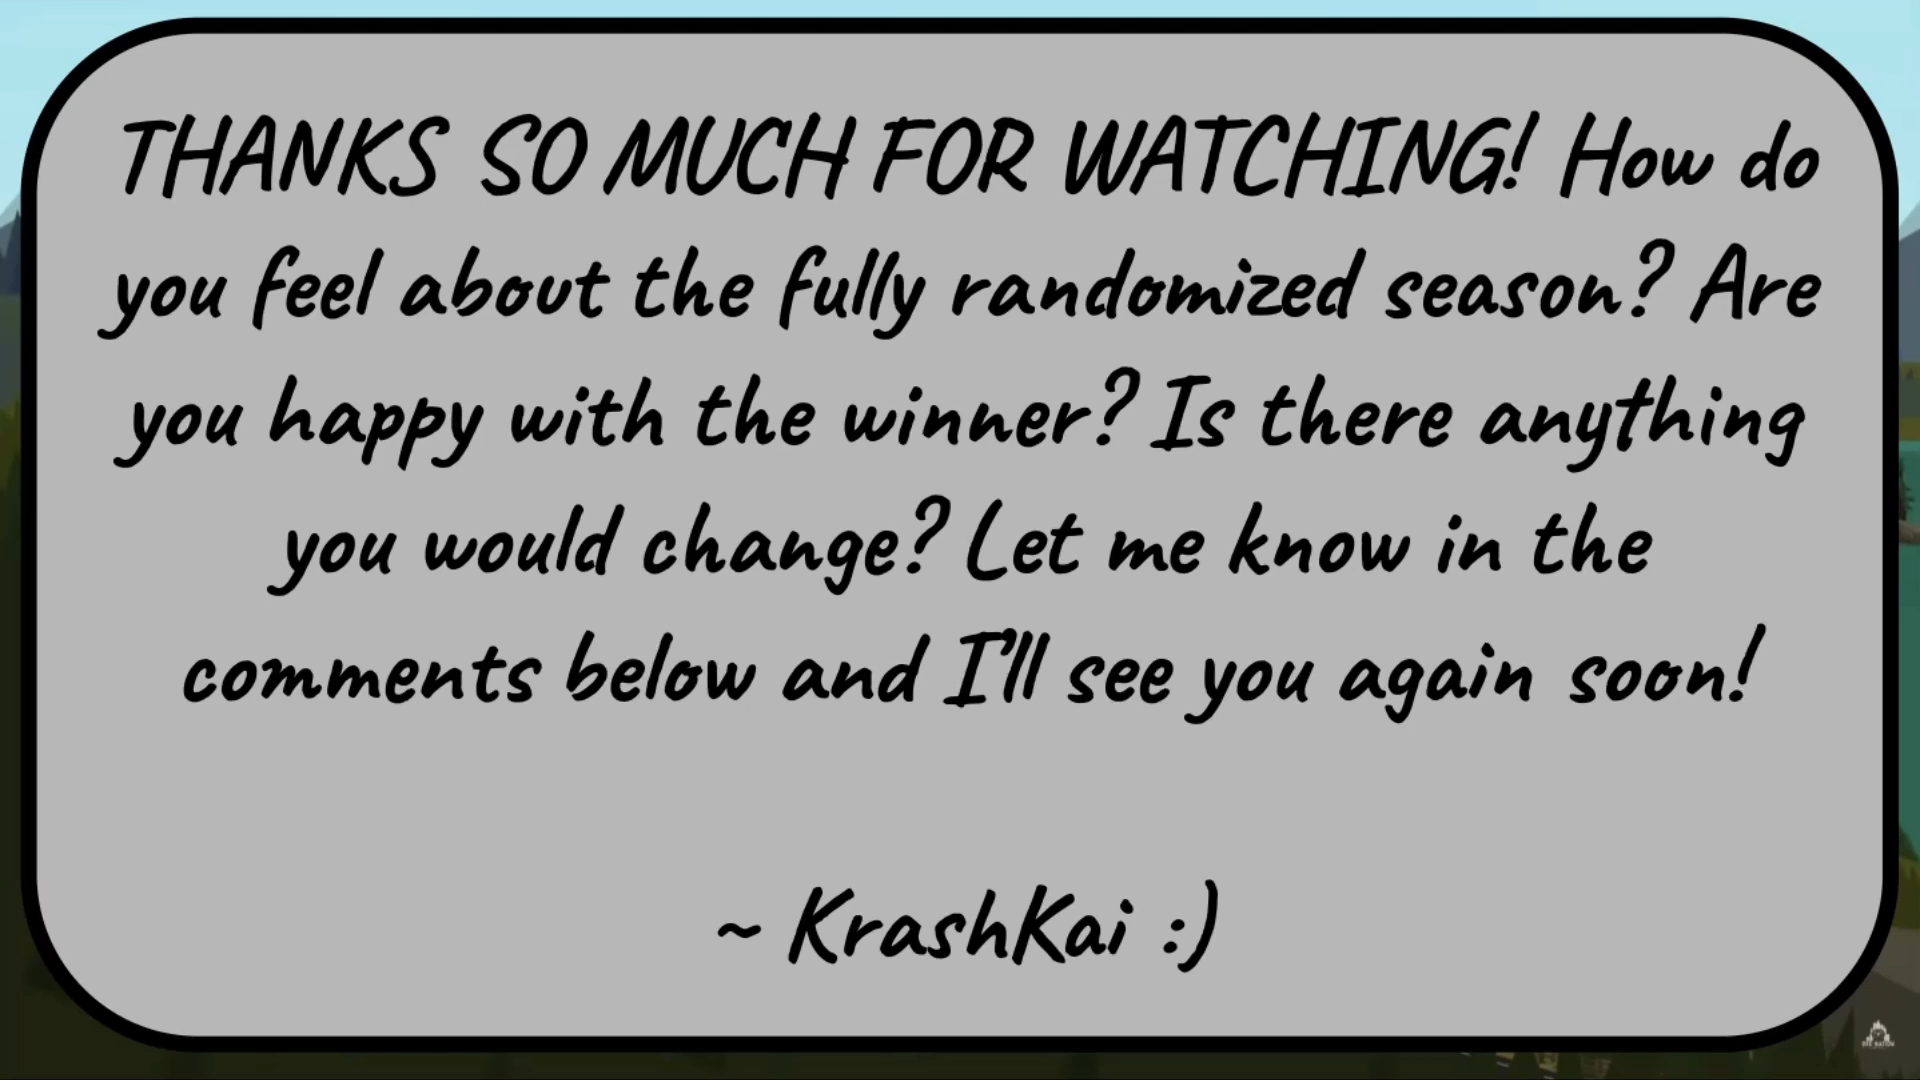 THANKS SO MUCH FOR WATCHING! How do
you feel about the fully randomized season? Are
you happy with the winner? Is there anything
you would change? Let me know in the
comments below and I'll see you again soon!
~ KrashKai :)